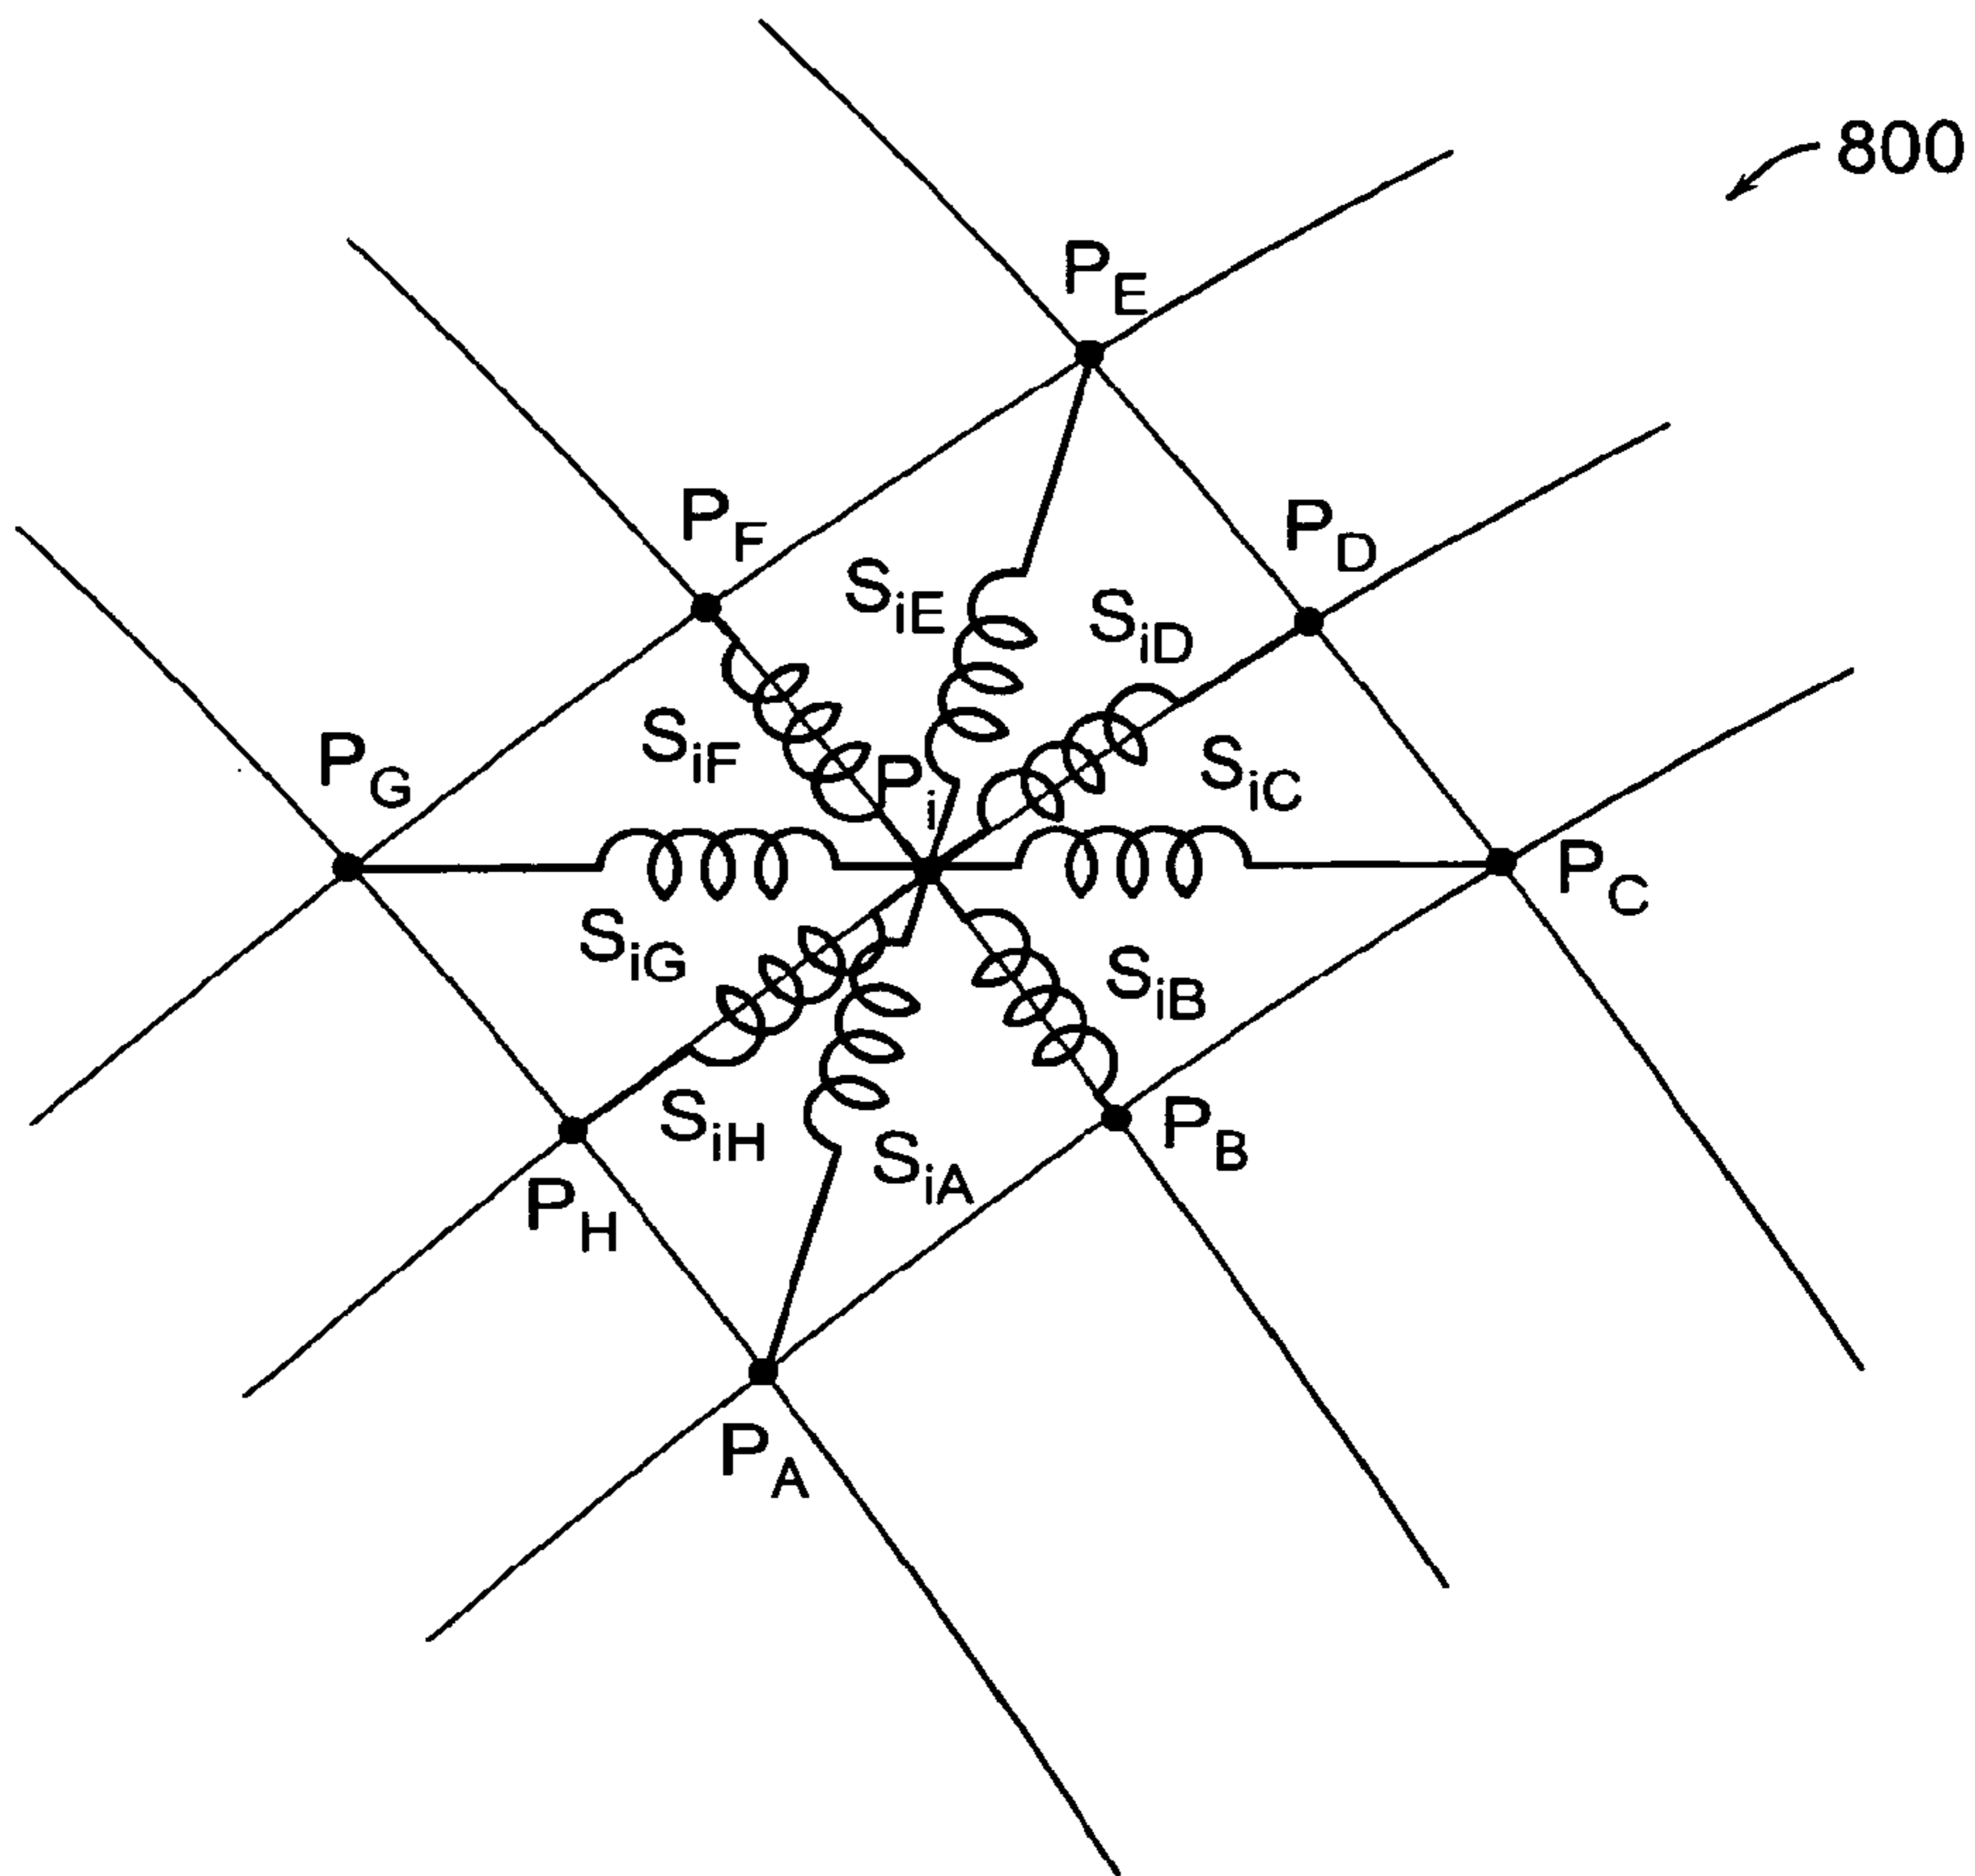 800
P_E
P_F
P_D
S_iE
S_iD
S_iF
P_G
P_i
S_iC
P_C
S_iG
S_iB
P_B
S_iH
S_iA
P_H
P_A